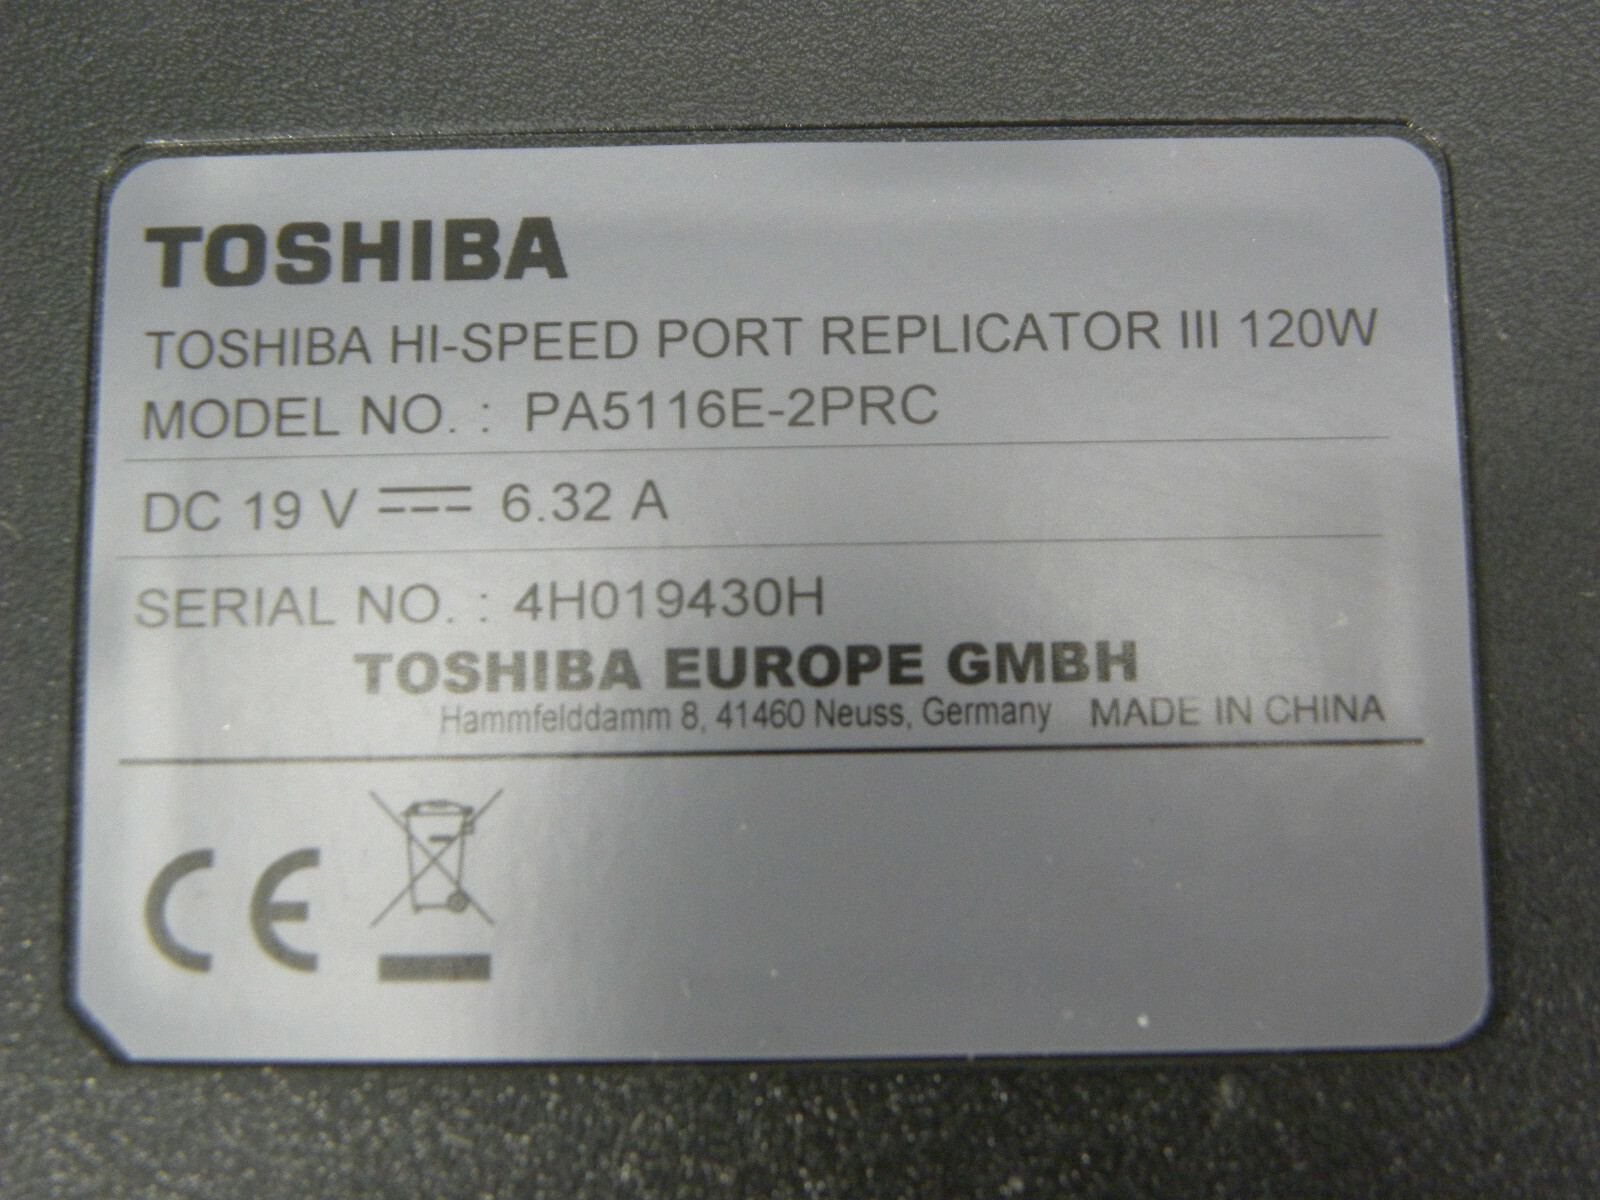 TOSHIBA
TOSHIBA HI-SPEED PORT REPLICATOR III 120W
MODEL NO. : PA5116E-2PRC
DC 19 V ⎓ 6.32 A
SERIAL NO. : 4H019430H
TOSHIBA EUROPE GMBH
Hammfelddamm 8, 41460 Neuss, Germany MADE IN CHINA
CE